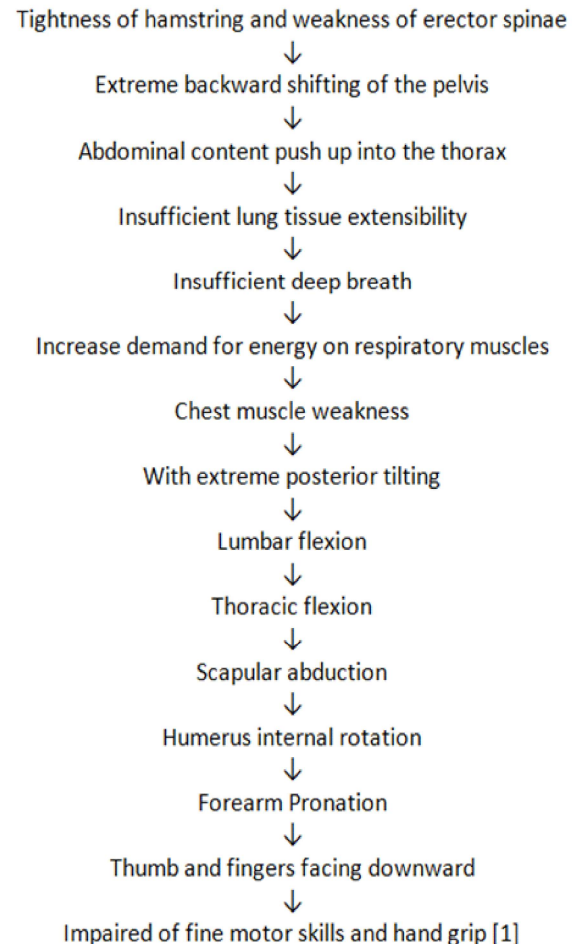 Tightness of hamstring and weakness of erector spinae
↓
Extreme backward shifting of the pelvis
↓
Abdominal content push up into the thorax
↓
Insufficient lung tissue extensibility
↓
Insufficient deep breath
↓
Increase demand for energy on respiratory muscles
↓
Chest muscle weakness
↓
With extreme posterior tilting
↓
Lumbar flexion
↓
Thoracic flexion
↓
Scapular abduction
↓
Humerus internal rotation
↓
Forearm Pronation
↓
Thumb and fingers facing downward
↓
Impaired of fine motor skills and hand grip [1]